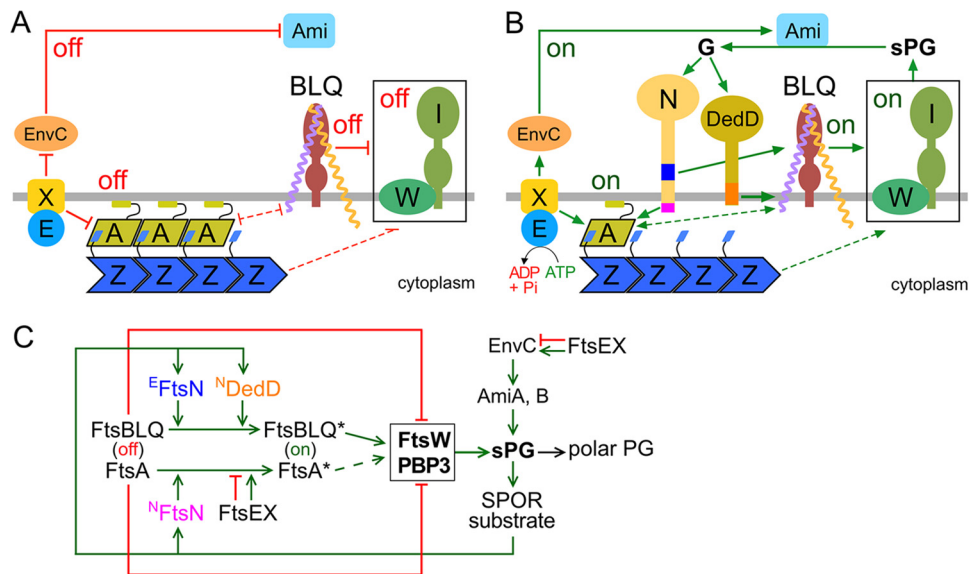 A
off
Ami
BLQ
off
off
I
EnvC
off
W
X
E
A A A
Z Z Z Z
cytoplasm
B
on
Ami
G
sPG
N
DedD
BLQ
on
on
I
EnvC
on
W
X
E
A
ADP ATP
+ Pi
Z Z Z Z
cytoplasm
C
EnvC FtsEX
ᴱFtsN ᴺDedD
AmiA, B
FtsBLQ FtsBLQ*
(off) (on)
FtsA FtsA*
FtsW
PBP3
sPG polar PG
ᴺFtsN FtsEX
SPOR
substrate